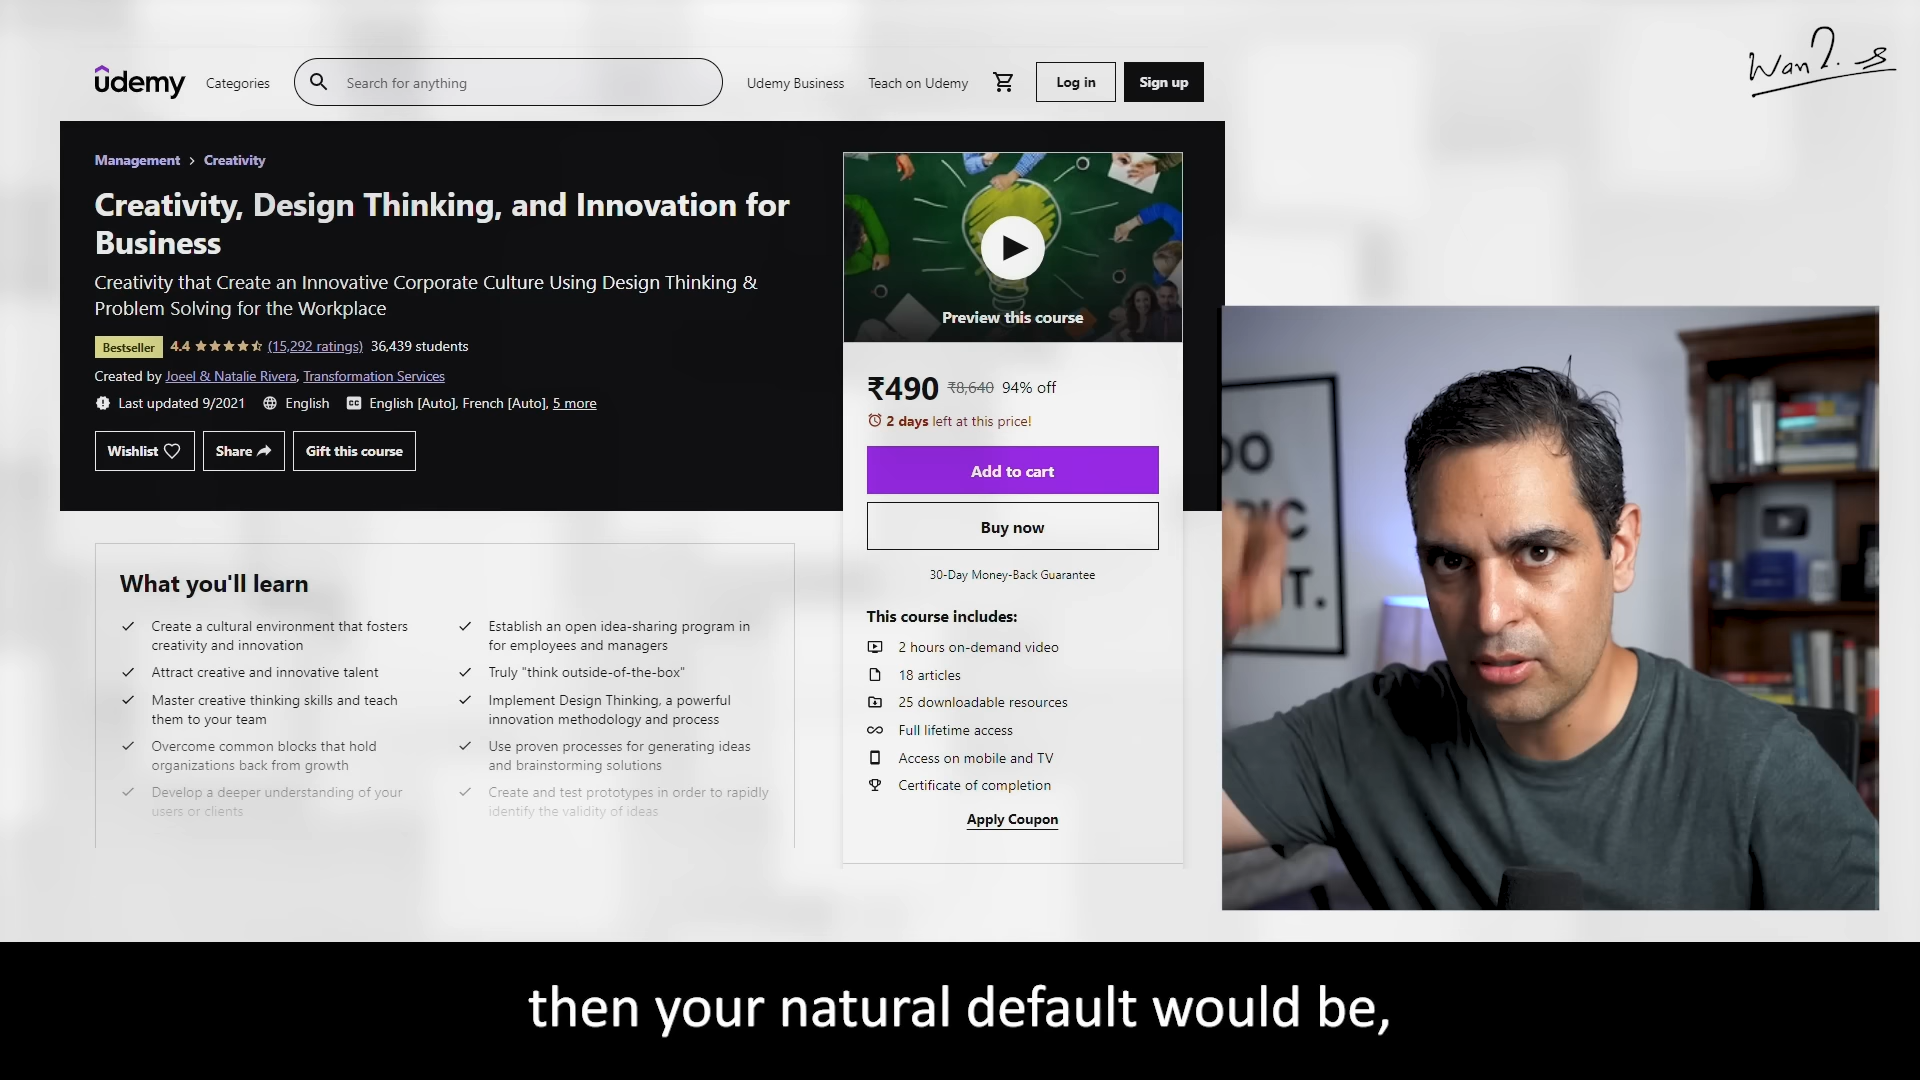 udemy
Categories
Search for anything
Udemy Business
Teach on Udemy
Log in
Sign up
Management > Creativity
Creativity, Design Thinking, and Innovation for
Business
Creativity that Create an Innovative Corporate Culture Using Design Thinking &
Problem Solving for the Workplace
Bestseller 4.4 (15,292 ratings) 36,439 students
Created by Joeel & Natalie Rivera, Transformation Services
Last updated 9/2021 English English [Auto], French [Auto], 5 more
Wishlist
Share
Gift this course
Preview this course
₹490 ₹8,640 94% off
2 days left at this price!
Add to cart
Buy now
30-Day Money-Back Guarantee
This course includes:
2 hours on-demand video
18 articles
25 downloadable resources
Full lifetime access
Access on mobile and TV
Certificate of completion
Apply Coupon
What you'll learn
Create a cultural environment that fosters
creativity and innovation
Attract creative and innovative talent
Master creative thinking skills and teach
them to your team
Overcome common blocks that hold
organizations back from growth
Develop a deeper understanding of your
users or clients
Establish an open idea-sharing program in
for employees and managers
Truly "think outside-of-the-box"
Implement Design Thinking, a powerful
innovation methodology and process
Use proven processes for generating ideas
and brainstorming solutions
Create and test prototypes in order to rapidly
identify the validity of ideas
then your natural default would be,